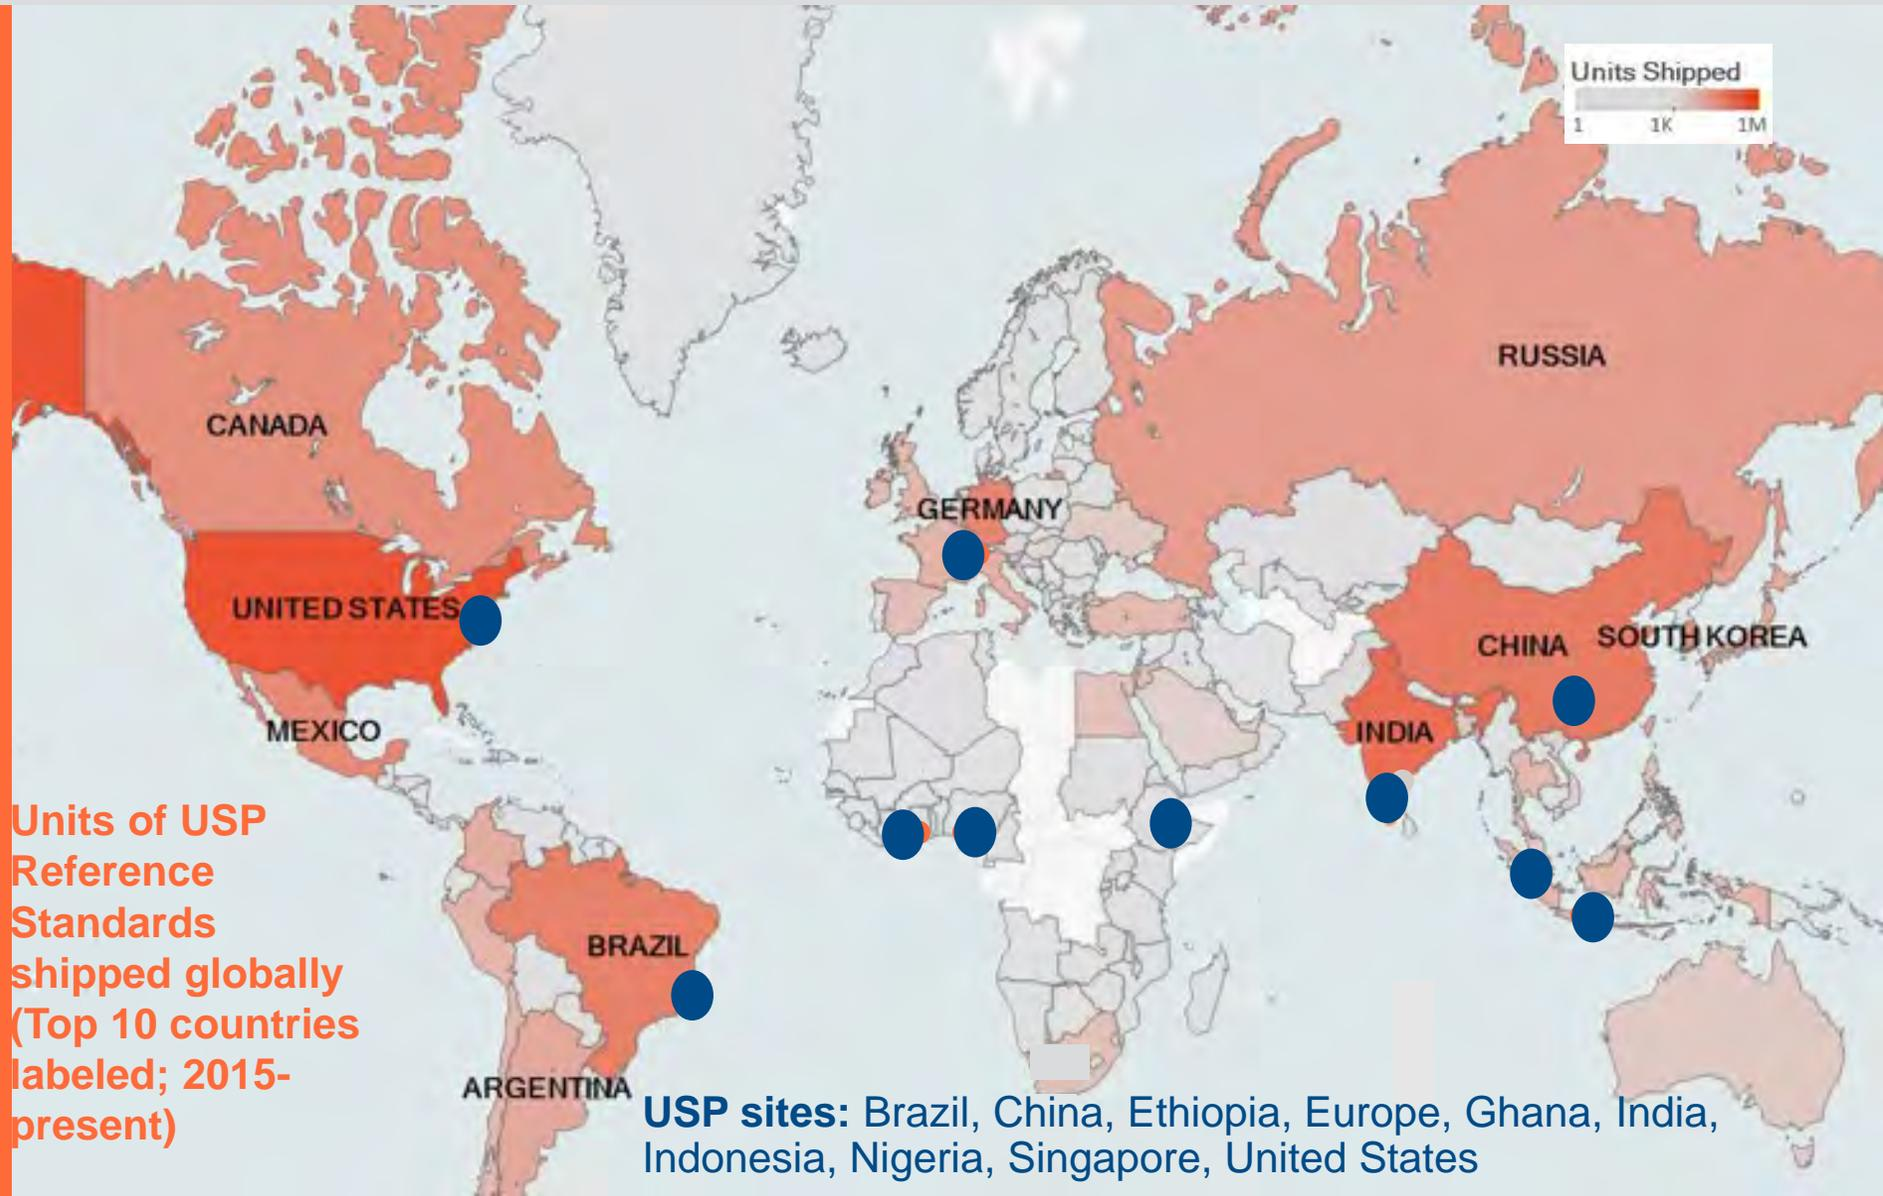 Units Shipped
1 1K 1M
RUSSIA
CANADA
GERMANY
UNITED STATES
CHINA
SOUTH KOREA
MEXICO
INDIA
BRAZIL
ARGENTINA
Units of USP
Reference
Standards
shipped globally
(Top 10 countries
labeled; 2015-
present)
USP sites: Brazil, China, Ethiopia, Europe, Ghana, India,
Indonesia, Nigeria, Singapore, United States